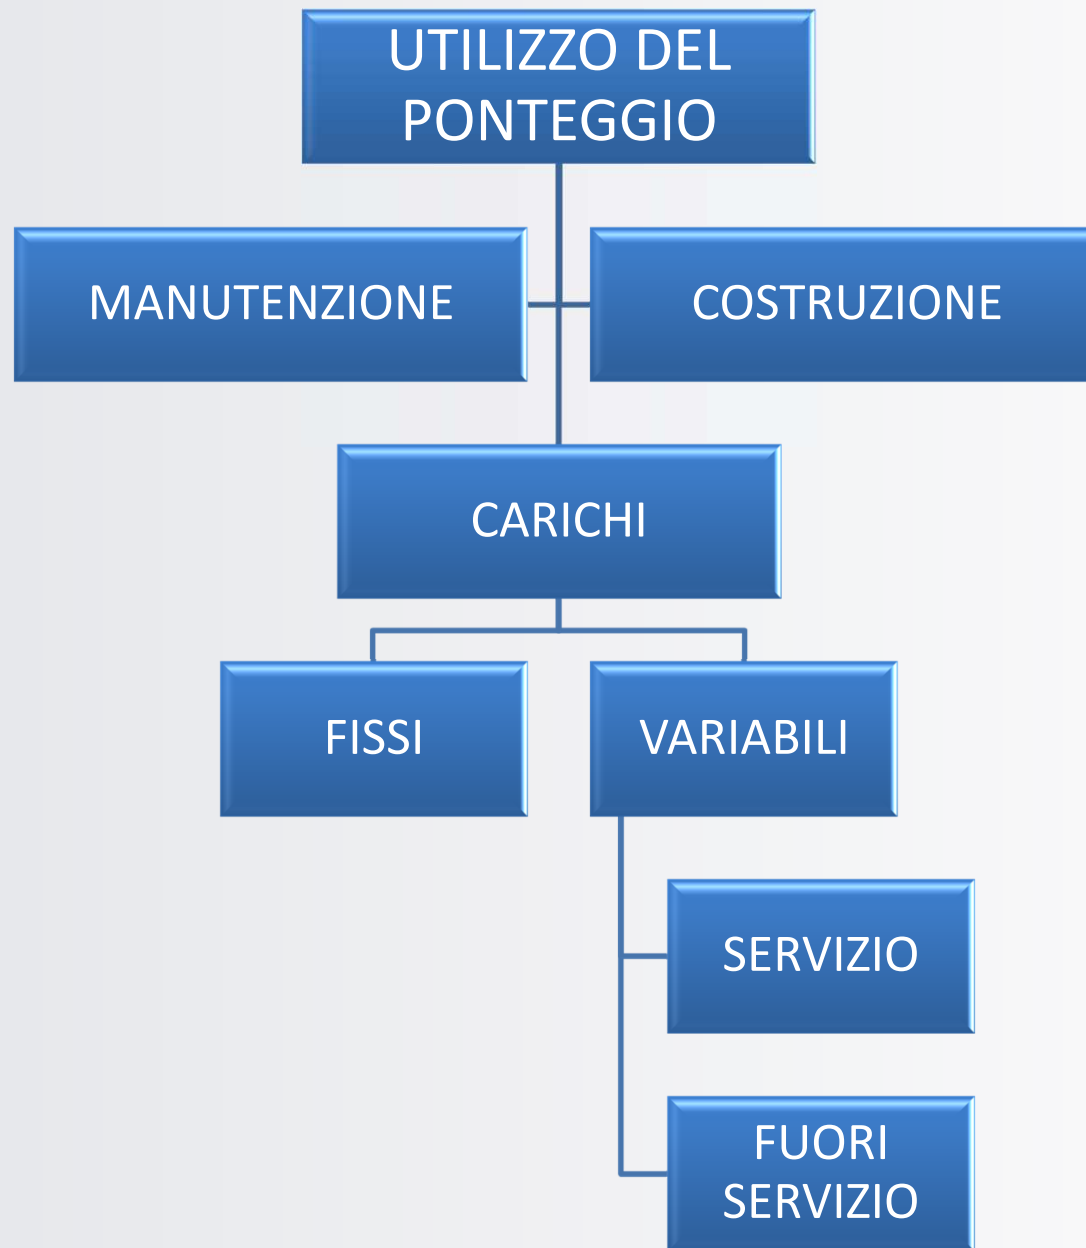 UTILIZZO DEL
PONTEGGIO
MANUTENZIONE
COSTRUZIONE
CARICHI
FISSI
VARIABILI
SERVIZIO
FUORI
SERVIZIO